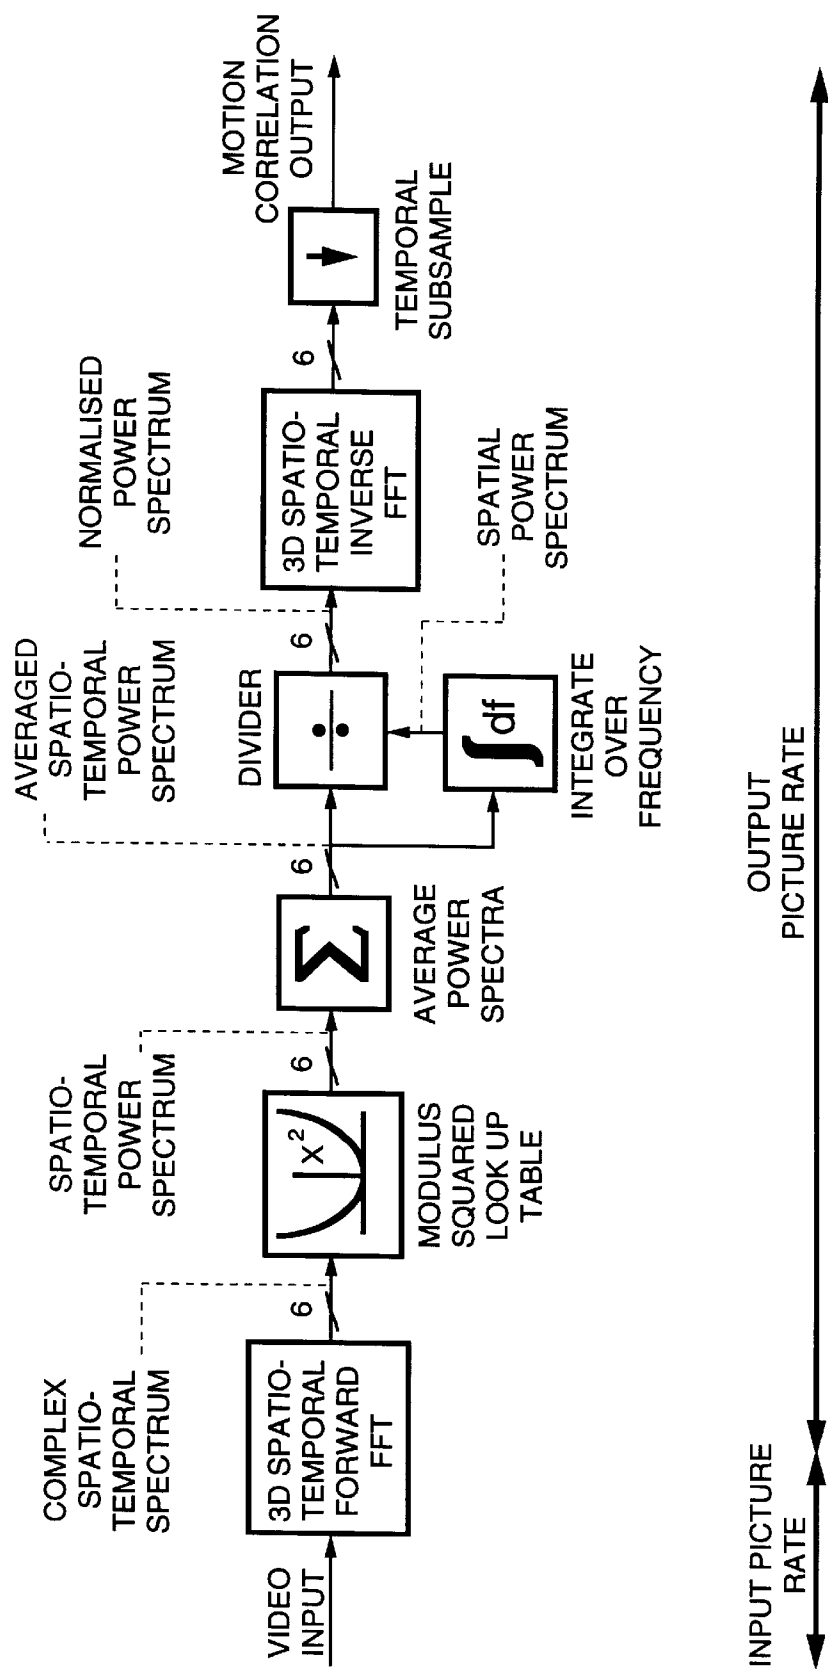 COMPLEX
SPATIO-
TEMPORAL
SPECTRUM
SPATIO-
TEMPORAL
POWER
SPECTRUM
AVERAGED
SPATIO-
TEMPORAL
POWER
SPECTRUM
NORMALISED
POWER
SPECTRUM
MOTION
CORRELATION
OUTPUT
VIDEO
INPUT
3D SPATIO-
TEMPORAL
FORWARD
FFT
6
X²
MODULUS
SQUARED
LOOK UP
TABLE
6
Σ
AVERAGE
POWER
SPECTRA
6
DIVIDER
÷
6
∫df
INTEGRATE
OVER
FREQUENCY
SPATIAL
POWER
SPECTRUM
3D SPATIO-
TEMPORAL
INVERSE
FFT
6
TEMPORAL
SUBSAMPLE
INPUT PICTURE
RATE
OUTPUT
PICTURE RATE